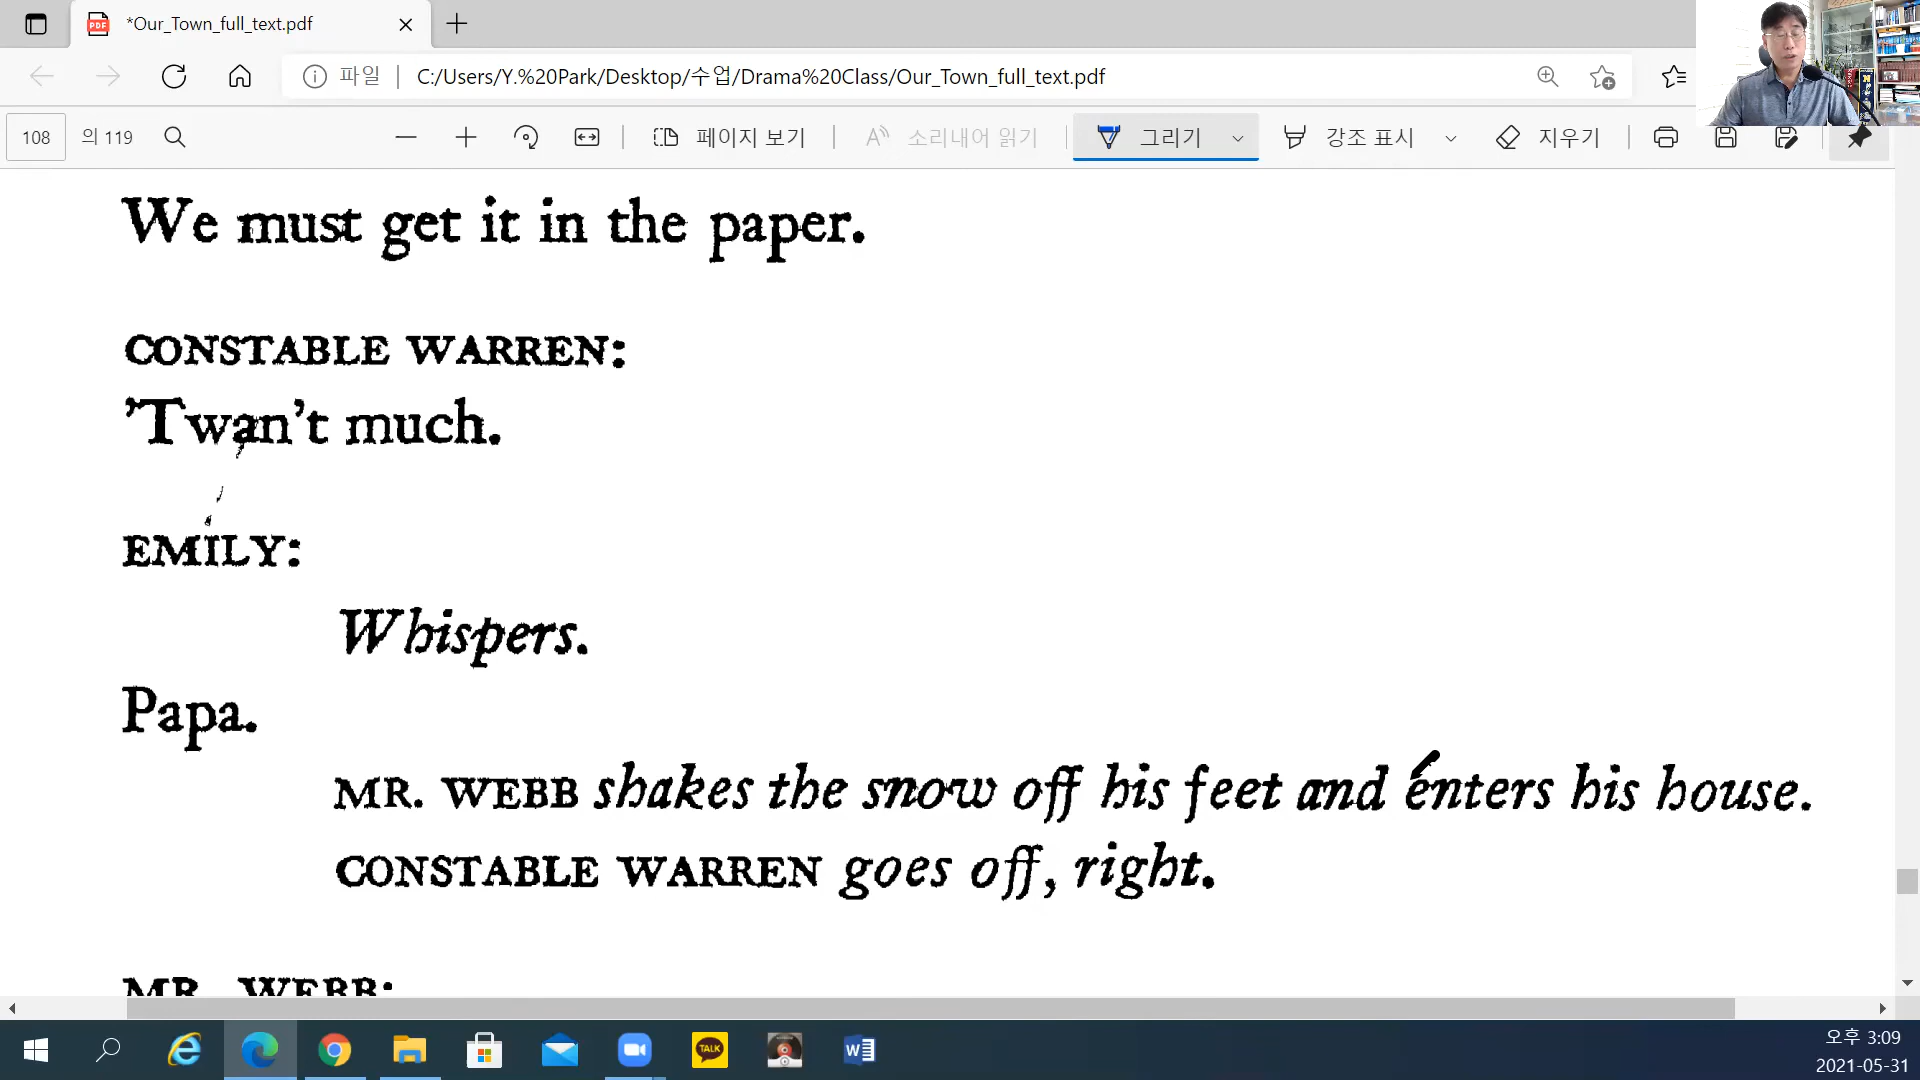 *Our_Town_full_text.pdf
파일 C:/Users/Y.%20Park/Desktop/수업/Drama%20Class/Our_Town_full_text.pdf
108 의 119 페이지 보기 소리내어 읽기 그리기 강조 표시 지우기
We must get it in the paper.
CONSTABLE WARREN:
'Twan't much.
EMILY:
Whispers.
Papa.
MR. WEBB shakes the snow off his feet and enters his house.
CONSTABLE WARREN goes off, right.
MR. WEBB:
TALK
오후 3:09
2021-05-31